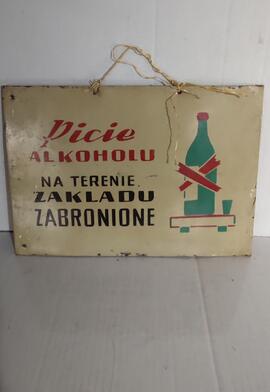 Picie
ALKOHOLU
NA TERENIE
ZAKŁADU
ZABRONIONE